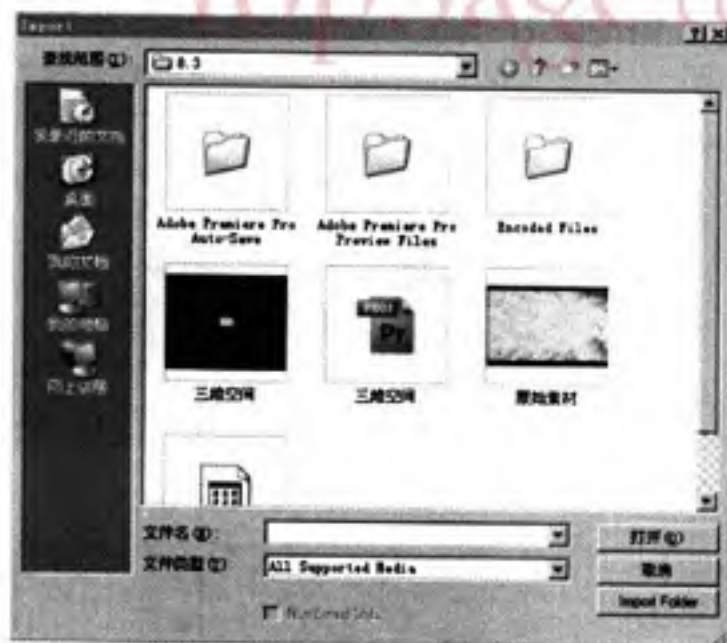 Import
查找范围(I):
8.3
我最近的文档
桌面
我的文档
我的电脑
网上邻居
Adobe Premiere Pro Auto-Save
Adobe Premiere Pro Preview Files
Encoded Files
三维空间
三维空间
原始素材
文件名(N):
打开(O)
文件类型(T):
All Supported Media
取消
Import Folder